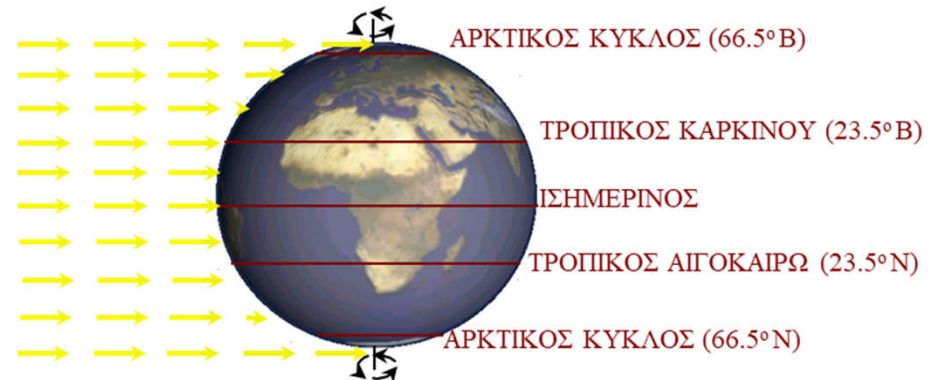 ΑΡΚΤΙΚΟΣ ΚΥΚΛΟΣ (66.5ο Β)
ΤΡΟΠΙΚΟΣ ΚΑΡΚΙΝΟΥ (23.5ο Β)
ΙΣΗΜΕΡΙΝΟΣ
ΤΡΟΠΙΚΟΣ ΑΙΓΟΚΑΙΡΩ (23.5ο Ν)
ΑΡΚΤΙΚΟΣ ΚΥΚΛΟΣ (66.5ο Ν)